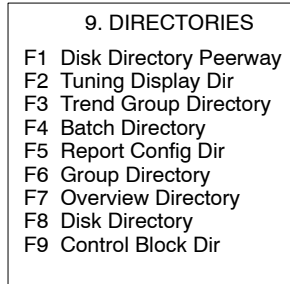 9. DIRECTORIES
F1 Disk Directory Peerway
F2 Tuning Display Dir
F3 Trend Group Directory
F4 Batch Directory
F5 Report Config Dir
F6 Group Directory
F7 Overview Directory
F8 Disk Directory
F9 Control Block Dir